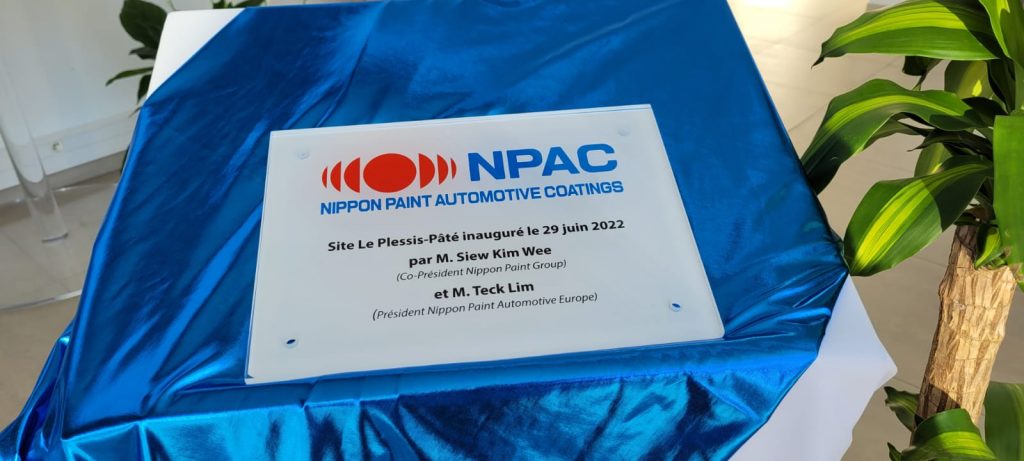 NPAC
NIPPON PAINT AUTOMOTIVE COATINGS
Site Le Plessis-Pâté inauguré le 29 juin 2022
par M. Siew Kim Wee
(Co-Président Nippon Paint Group)
et M. Teck Lim
(Président Nippon Paint Automotive Europe)